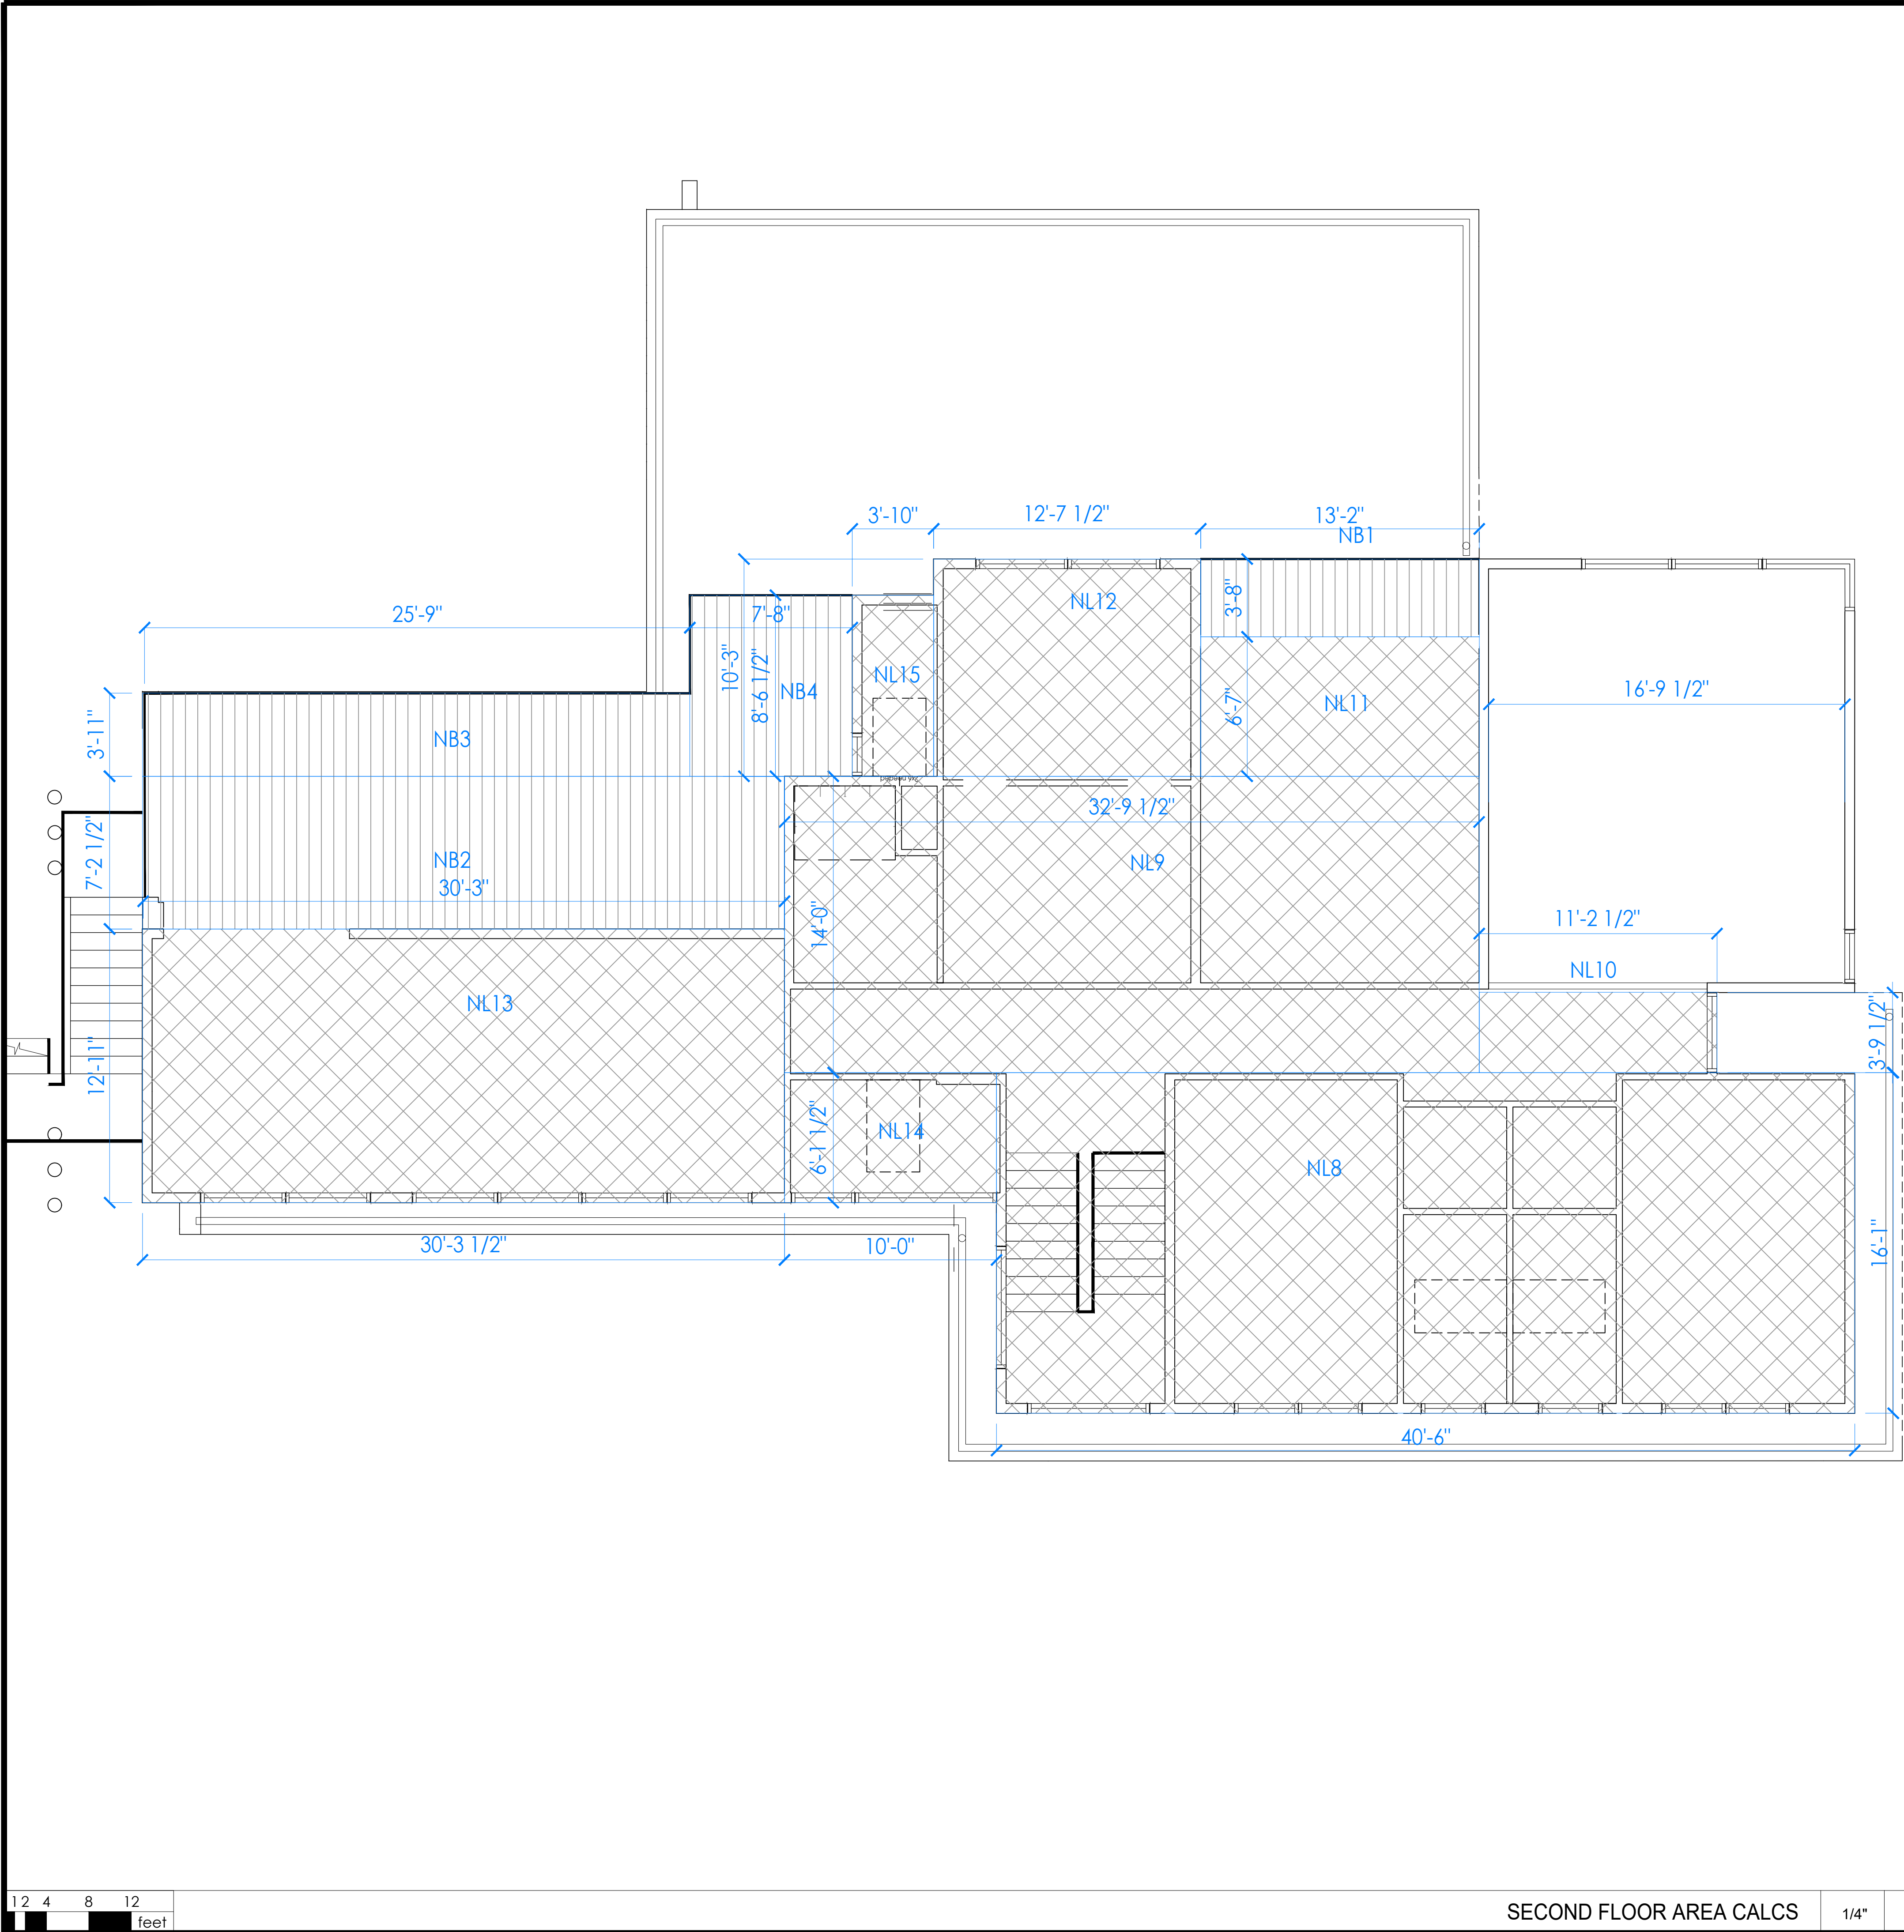 3'-10"
12'-7 1/2"
13'-2"
NB1
25'-9"
7'-8"
3'-8"
NL12
10'-3"
8'-6 1/2"
NB4
NL15
6'-7"
NL11
16'-9 1/2"
3'-11"
NB3
32'-9 1/2"
7'-2 1/2"
NB2
30'-3"
NL9
14'-0"
11'-2 1/2"
NL10
NL13
3'-9 1/2"
12'-11"
6'-1 1/2"
NL14
NL8
16'-1"
30'-3 1/2"
10'-0"
40'-6"
1 2 4 8 12
feet
SECOND FLOOR AREA CALCS
1/4"